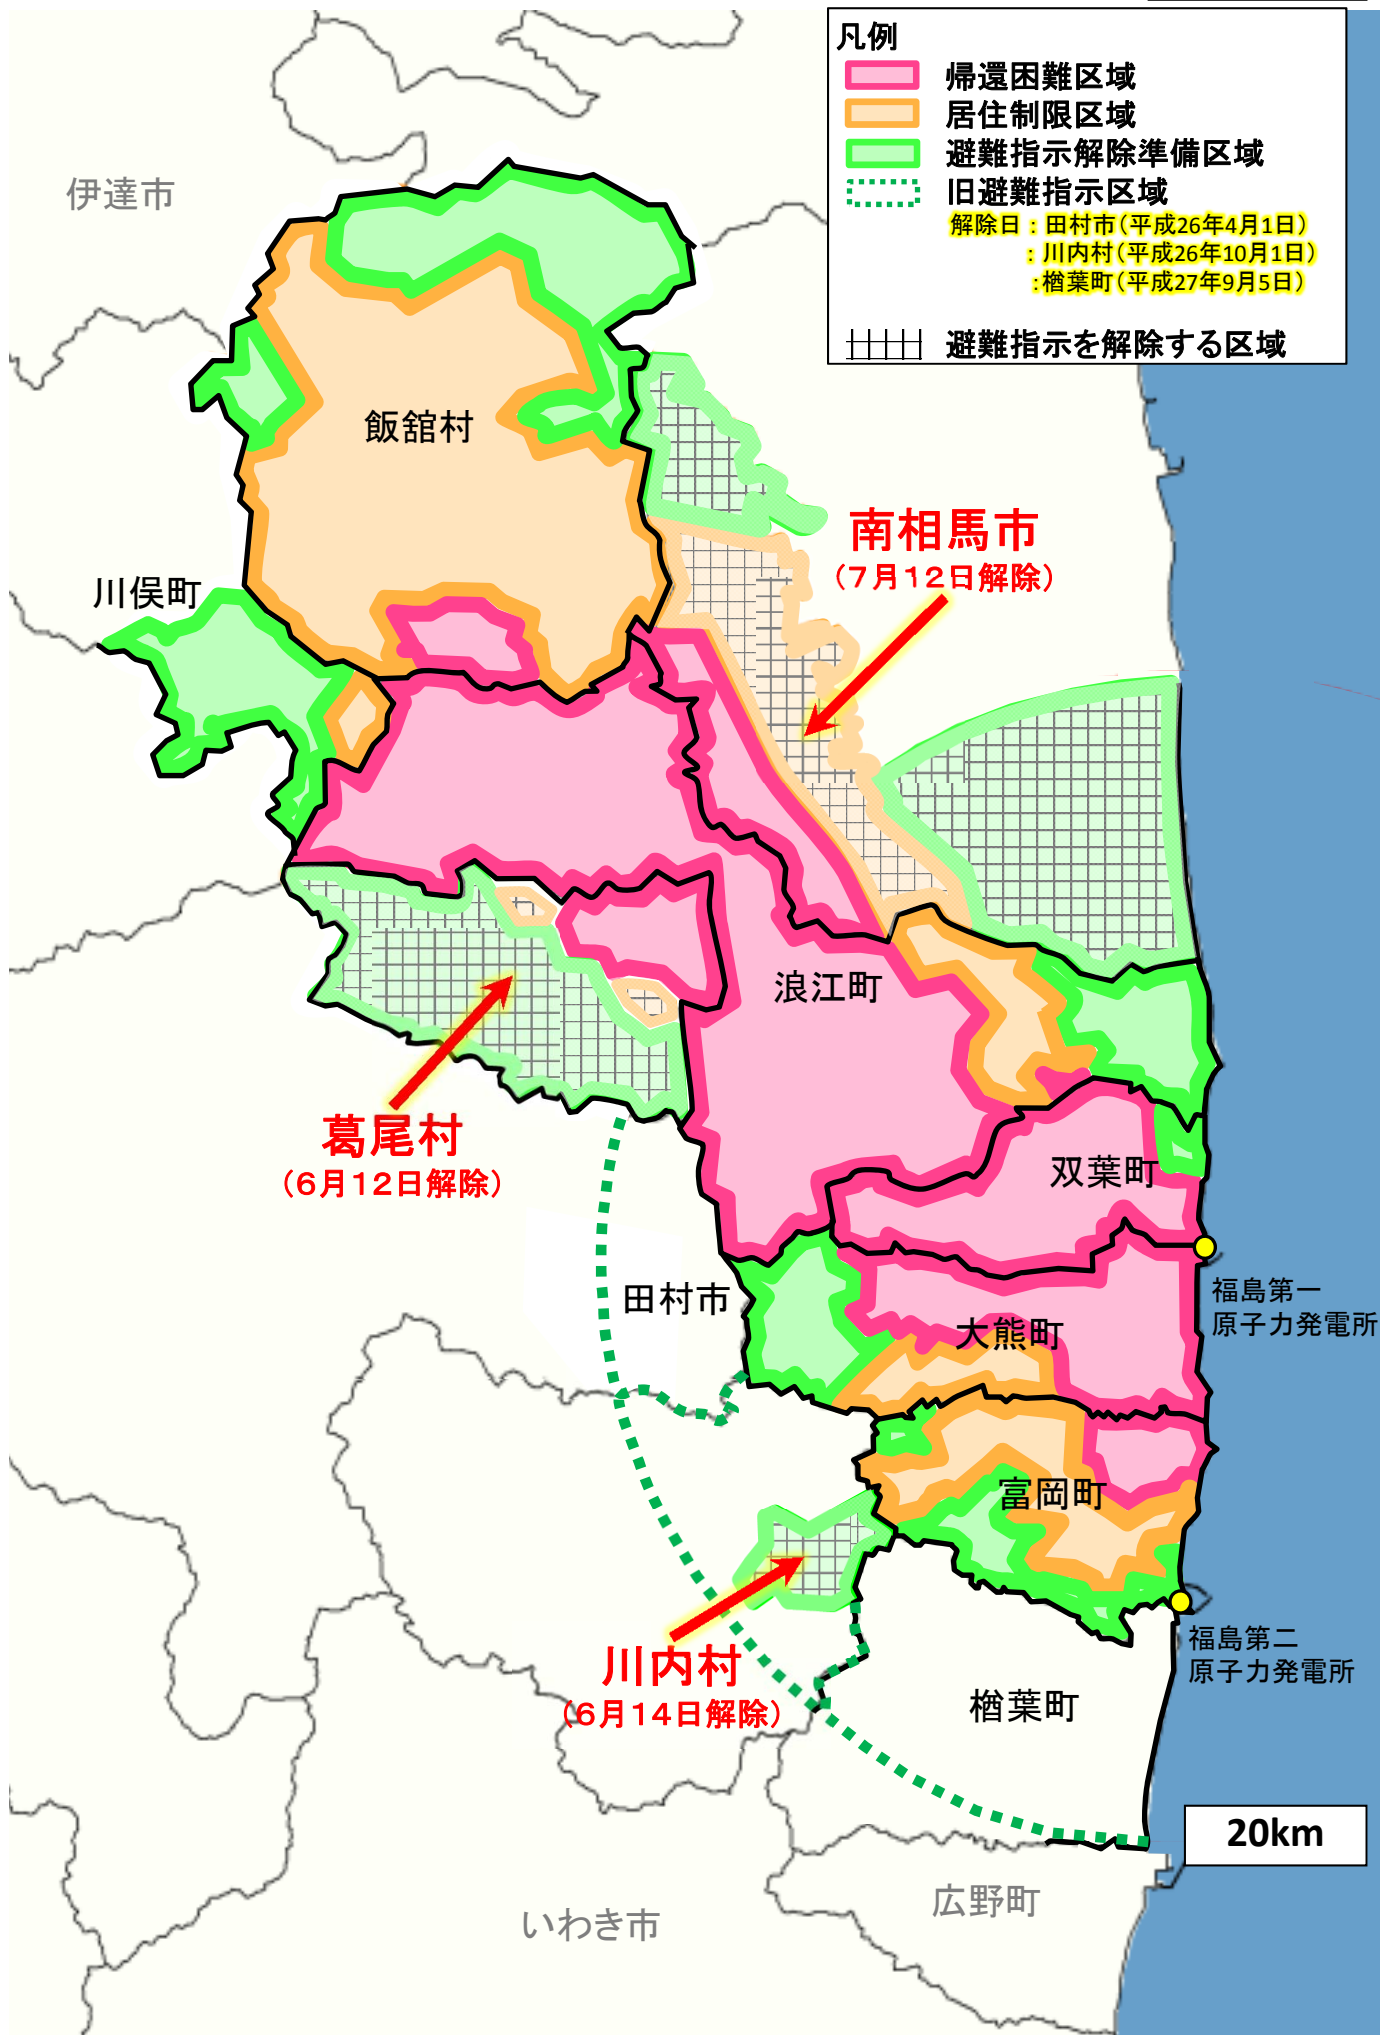 凡例
帰還困難区域
居住制限区域
避難指示解除準備区域
旧避難指示区域
解除日：田村市（平成26年4月1日）
：川内村（平成26年10月1日）
:楢葉町（平成27年9月5日）
避難指示を解除する区域
伊達市
飯舘村
南相馬市
（7月12日解除）
川俣町
浪江町
葛尾村
（6月12日解除）
双葉町
田村市
福島第一
原子力発電所
大熊町
富岡町
福島第二
原子力発電所
川内村
（6月14日解除）
楢葉町
20km
広野町
いわき市